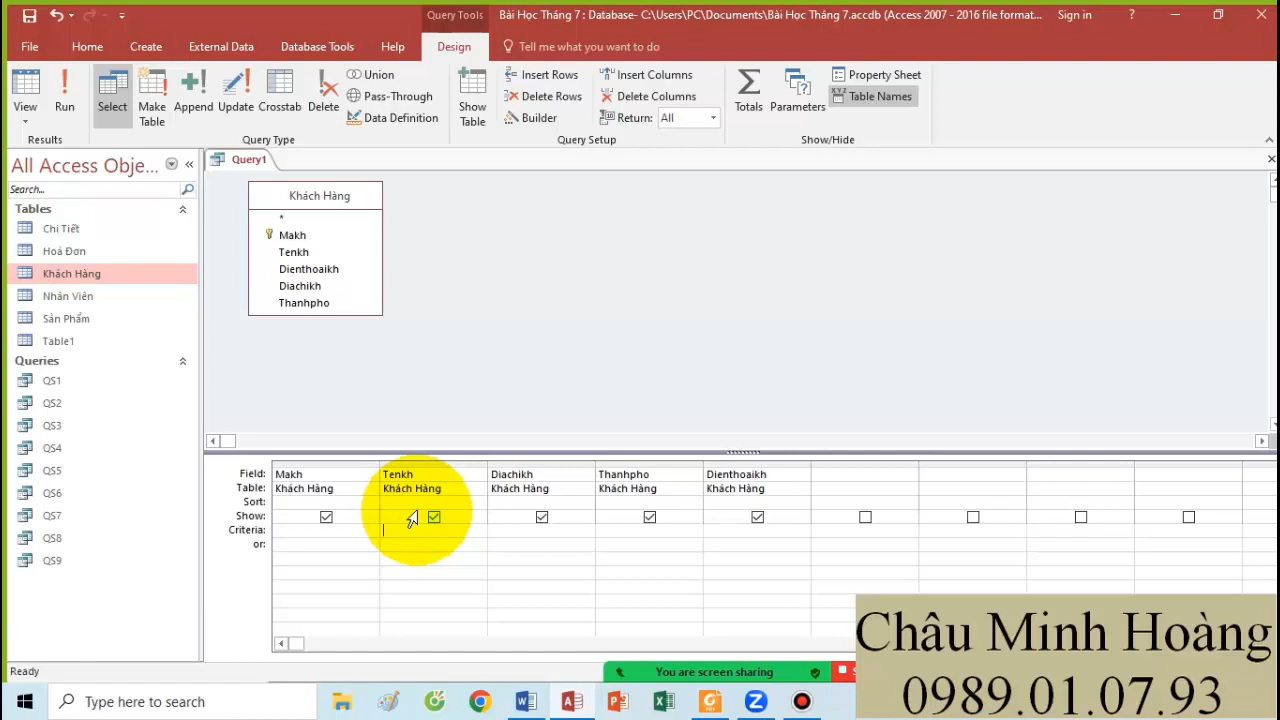 Query Tools
Bài Học Tháng 7 : Database- C:\Users\PC\Documents\Bài Học Tháng 7.accdb (Access 2007 - 2016 file format...
Sign in
?
File
Home
Create
External Data
Database Tools
Help
Design
Tell me what you want to do
View
Run
Select
Make Table
Append
Update
Crosstab
Delete
Union
Pass-Through
Data Definition
Show Table
Insert Rows
Delete Rows
Builder
Insert Columns
Delete Columns
Return: All
Totals
Parameters
Property Sheet
Table Names
Results
Query Type
Query Setup
Show/Hide
All Access Obje...
Search...
Tables
Chi Tiết
Hoá Đơn
Khách Hàng
Nhân Viên
Sản Phẩm
Table1
Queries
QS1
QS2
QS3
QS4
QS5
QS6
QS7
QS8
QS9
Query1
Khách Hàng
*
Makh
Tenkh
Dienthoaikh
Diachikh
Thanhpho
Field: Makh Tenkh Diachikh Thanhpho Dienthoaikh
Table: Khách Hàng Khách Hàng Khách Hàng Khách Hàng Khách Hàng
Sort:
Show:
Criteria:
or:
Châu Minh Hoàng
0989.01.07.93
Ready
You are screen sharing
Type here to search